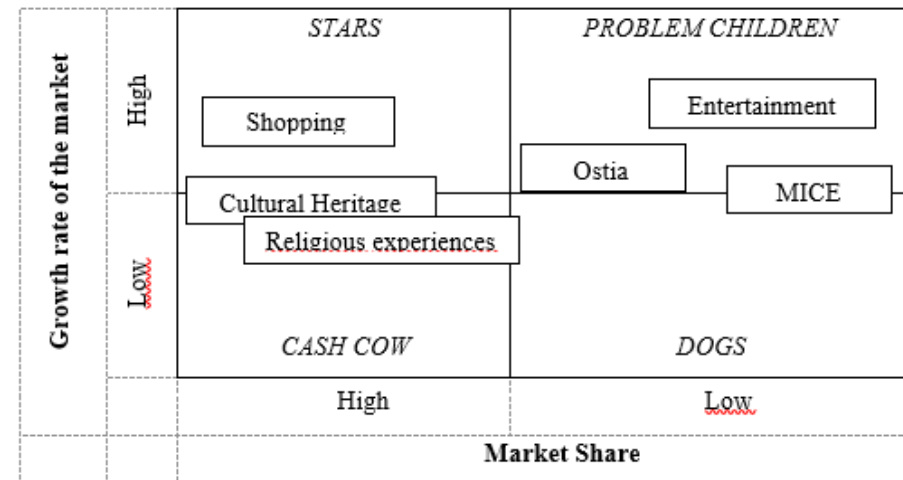 STARS
PROBLEM CHILDREN
Growth rate of the market
High
Shopping
Entertainment
Ostia
MICE
Cultural Heritage
Religious experiences
Low
CASH COW
DOGS
High
Low
Market Share